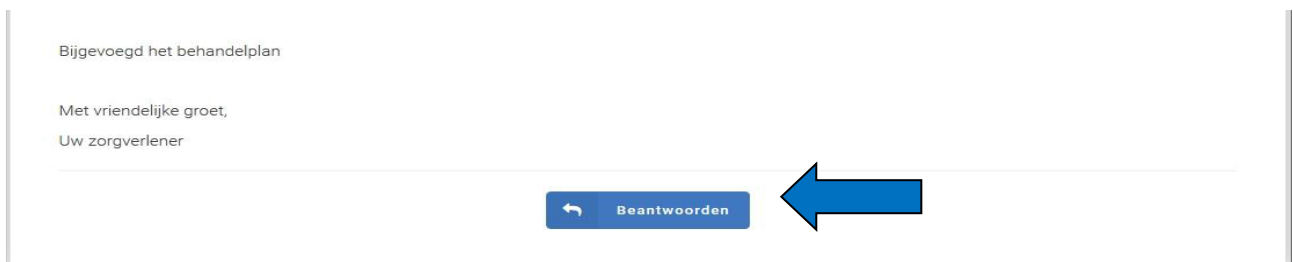 Bijgevoegd het behandelplan
Met vriendelijke groet,
Uw zorgverlener
Beantwoorden